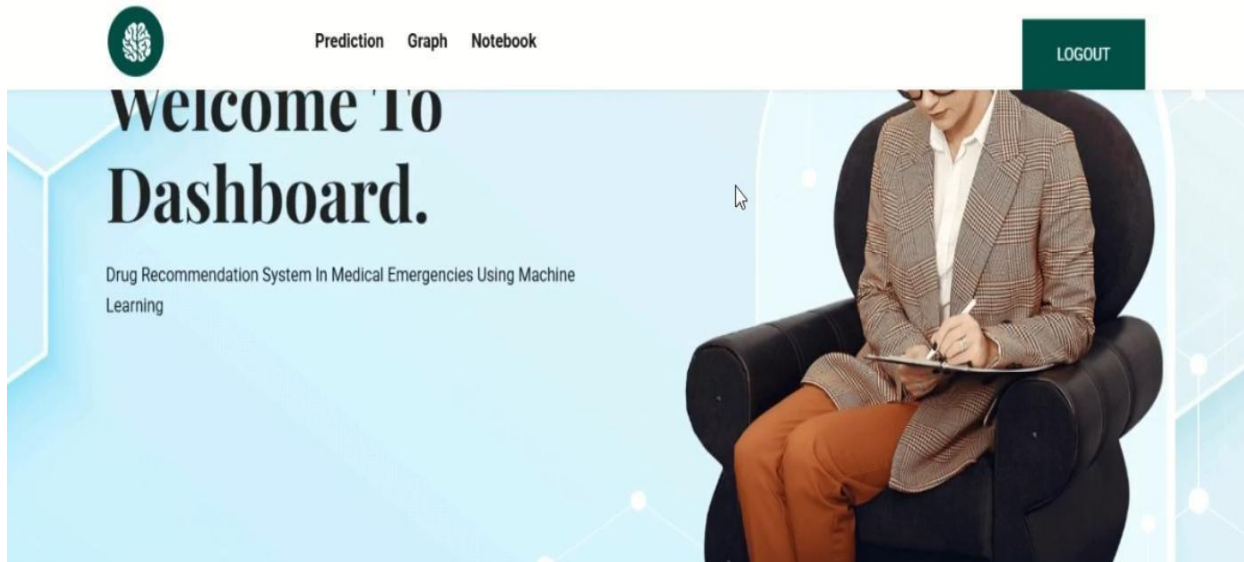 Prediction Graph Notebook
LOGOUT
Welcome To
Dashboard.
Drug Recommendation System In Medical Emergencies Using Machine
Learning